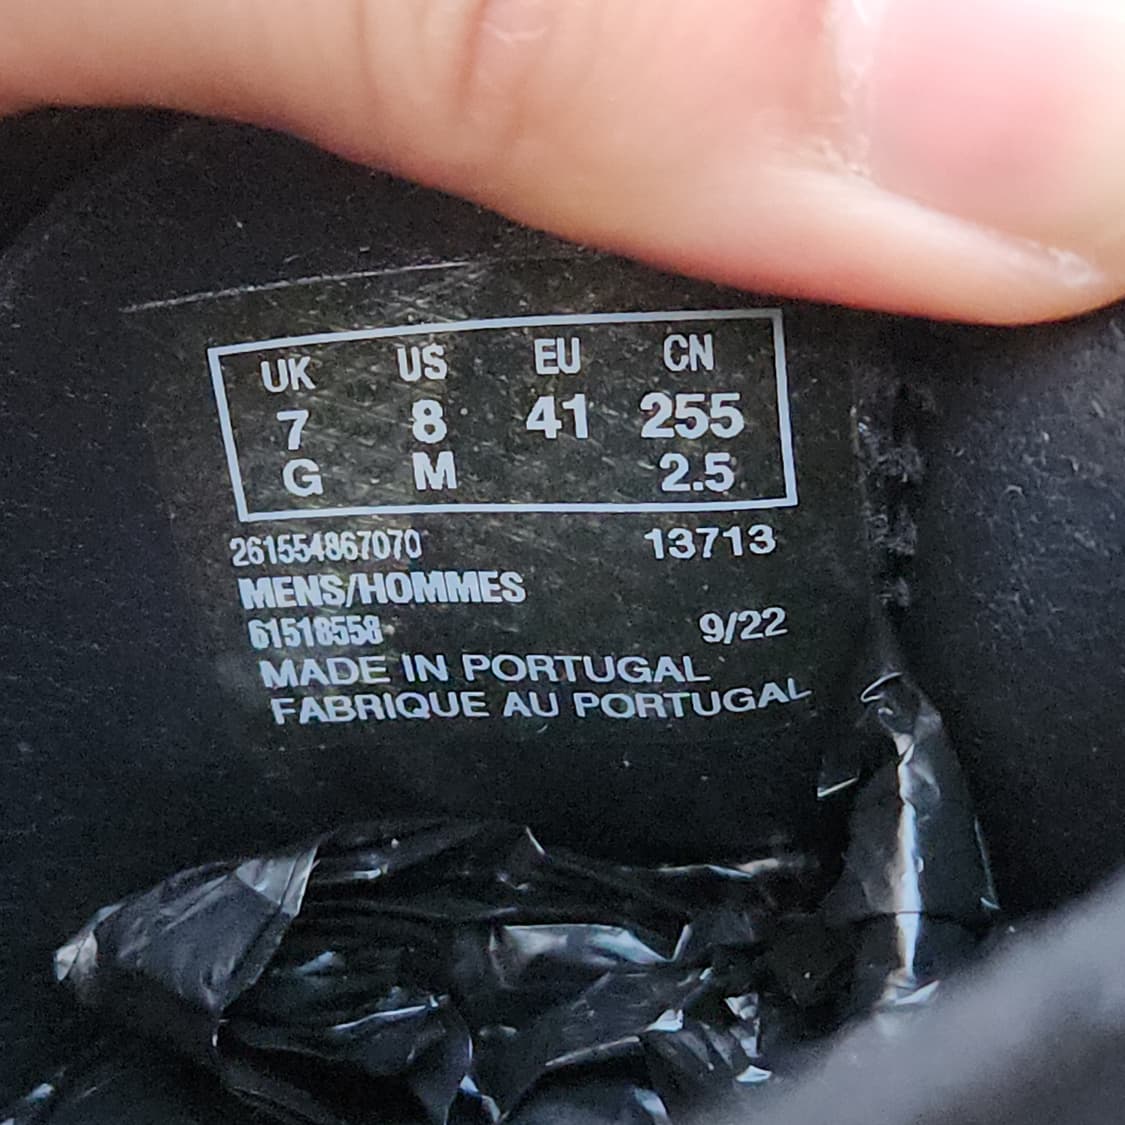 UK US EU CN
7 8 41 255
G M 2.5
261554867070 13713
MENS/HOMMES
61518558 9/22
MADE IN PORTUGAL
FABRIQUE AU PORTUGAL